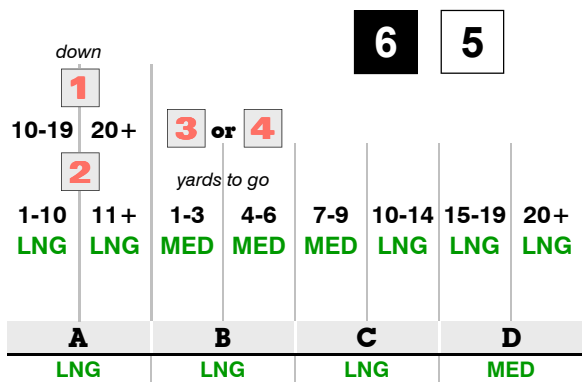 6 5
down
1
10-19 20+ 3 or 4
2
yards to go
1-10 11+ 1-3 4-6 7-9 10-14 15-19 20+
LNG LNG MED MED MED LNG LNG LNG
A B C D
LNG LNG LNG MED